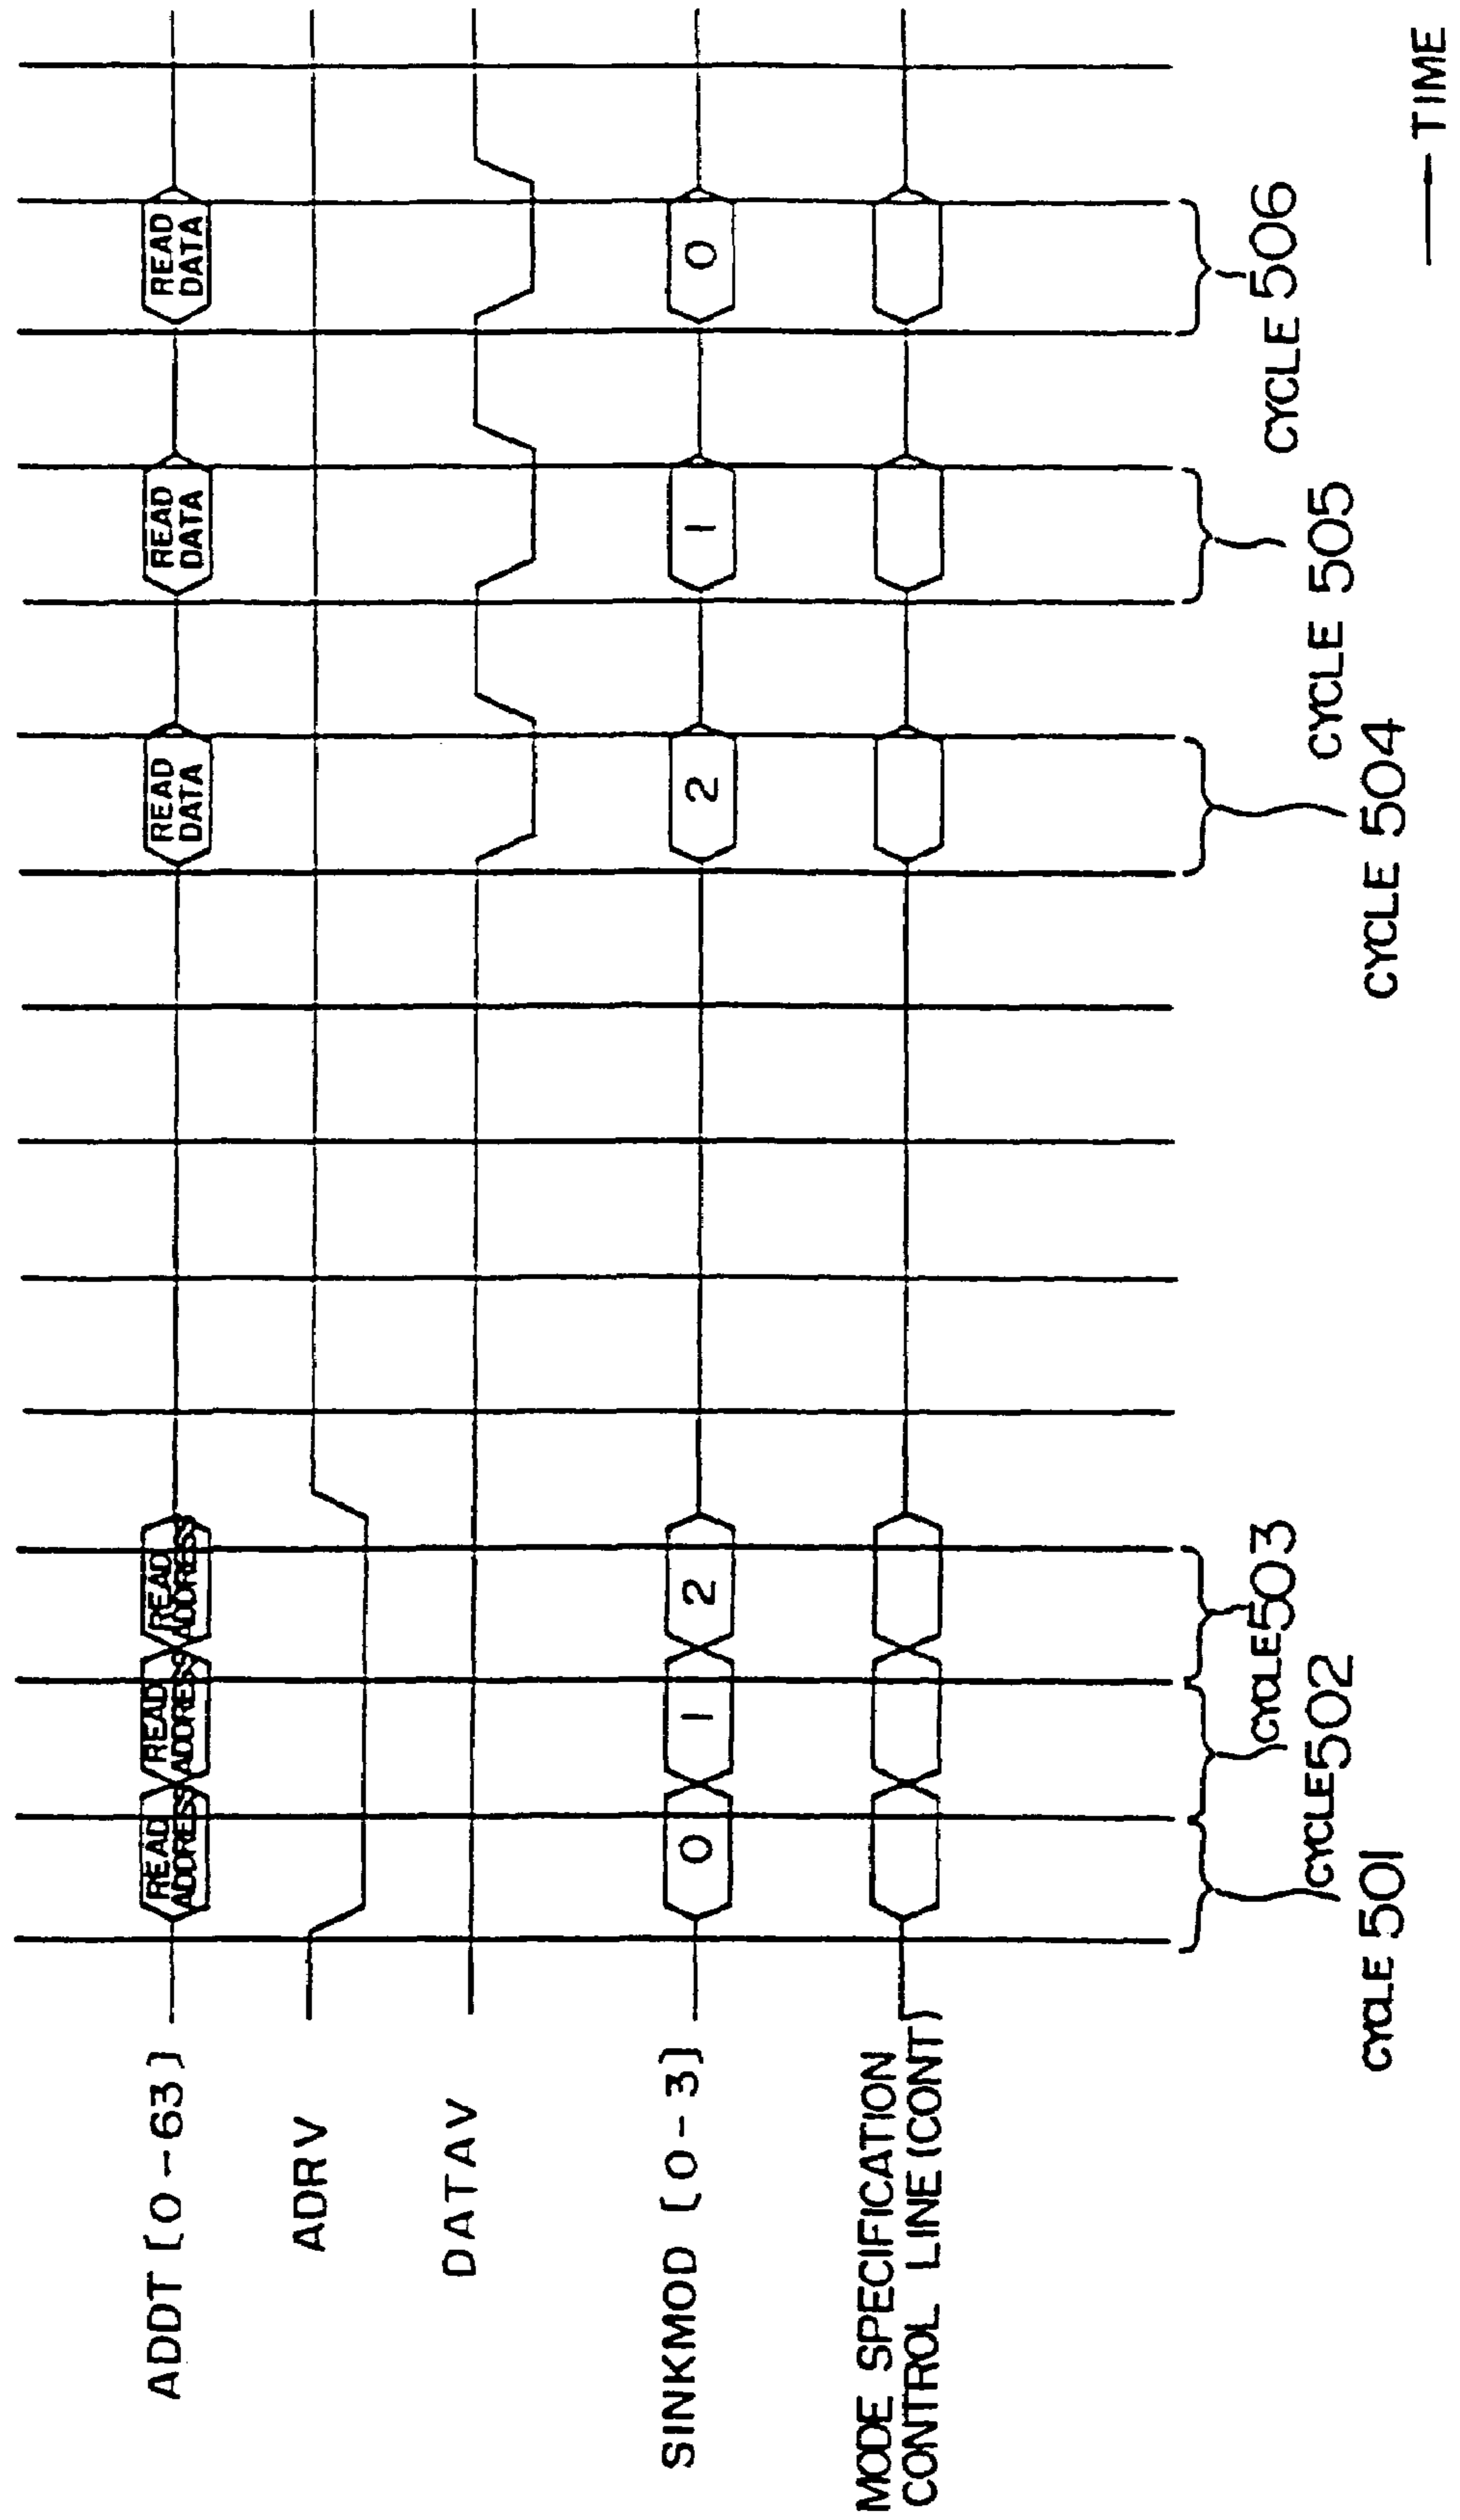 ADDT [0-63]
READ
ADDRESS
READ
ADDRESS
READ
ADDRESS
READ
DATA
READ
DATA
READ
DATA
ADRV
DATAV
SINKMOD [0-3]
0
1
2
2
1
0
MODE SPECIFICATION
CONTROL LINE (CONT)
CYCLE 501
CYCLE 502
CYCLE 503
CYCLE 504
CYCLE 505
CYCLE 506
TIME